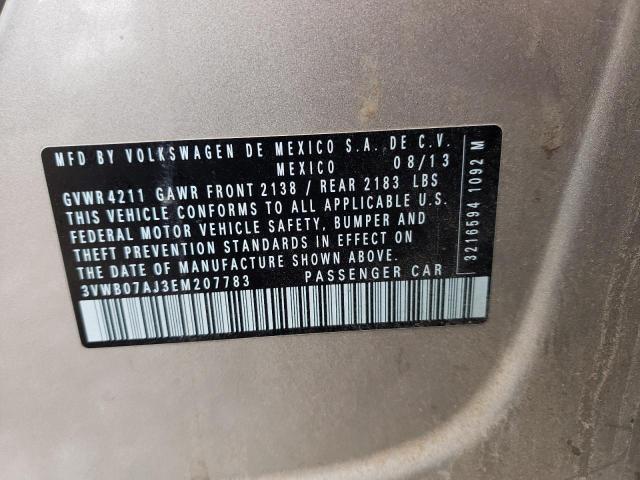 MFD BY VOLKSWAGEN DE MEXICO S.A. DE C.V.
MEXICO 08/13
GVWR 4211 GAWR FRONT 2138 / REAR 2183 LBS
THIS VEHICLE CONFORMS TO ALL APPLICABLE U.S.
FEDERAL MOTOR VEHICLE SAFETY, BUMPER AND
THEFT PREVENTION STANDARDS IN EFFECT ON
THE DATE OF MANUFACTURE SHOWN ABOVE.
3VWB07AJ3EM207783 PASSENGER CAR
3216594 1092 M